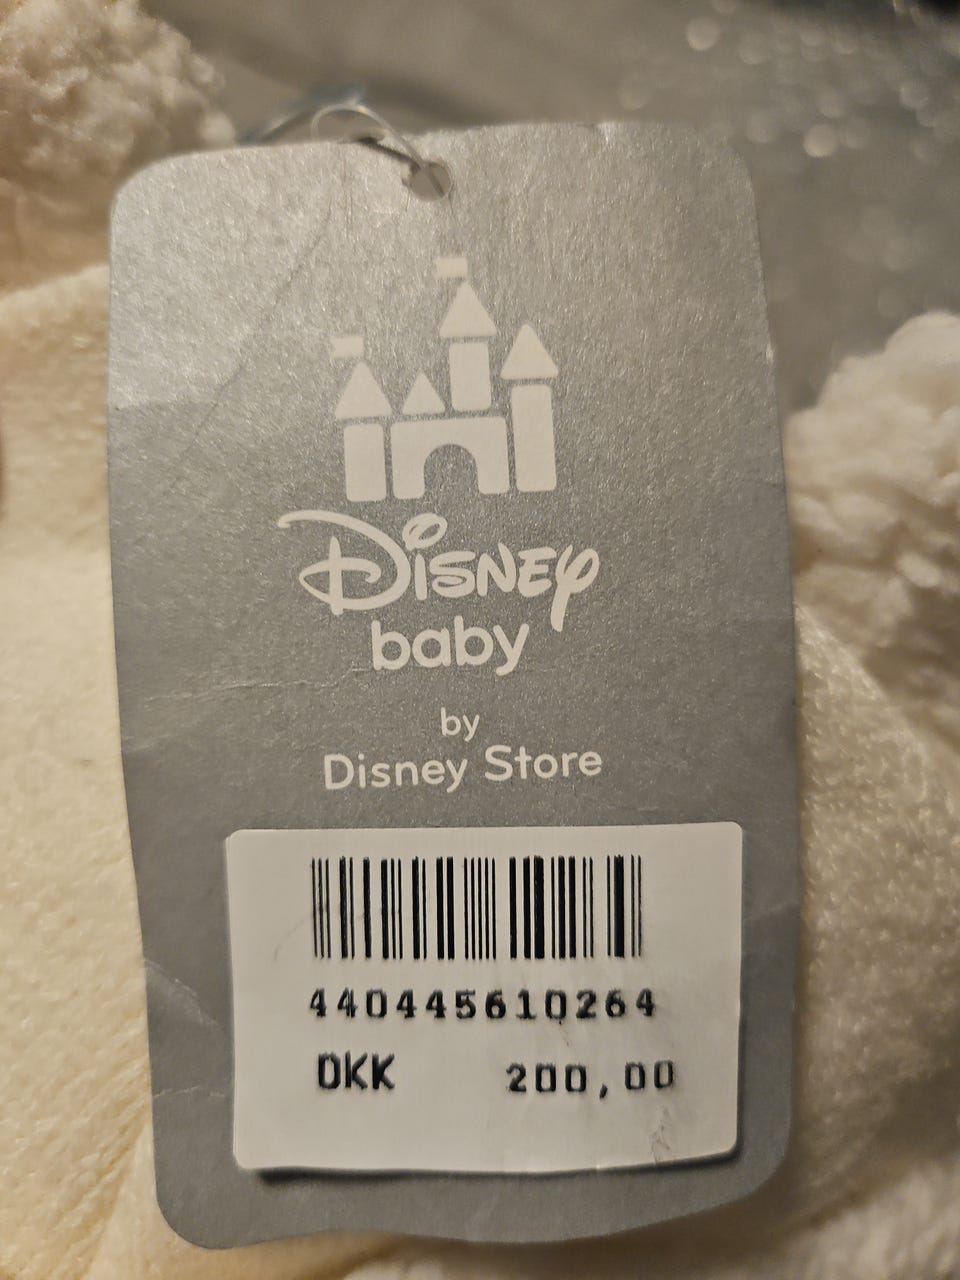 Disney
baby
by
Disney Store
440445610264
DKK 200,00